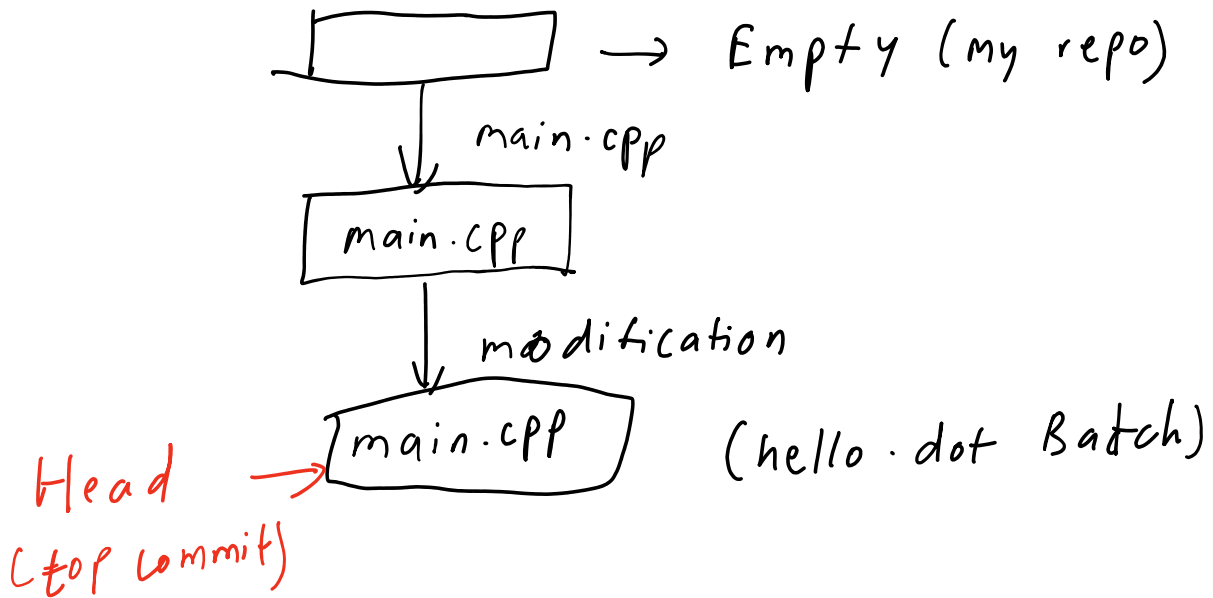 Empty (my repo)
main.cpp
main.cpp
modification
main.cpp
(hello.dot Batch)
Head
(top commit)